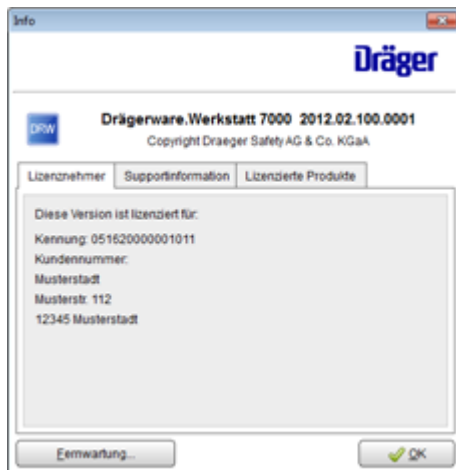 Info
Dräger
DRW
Drägerware.Werkstatt 7000 2012.02.100.0001
Copyright Draeger Safety AG & Co. KGaA
Lizenznehmer Supportinformation Lizenzierte Produkte
Diese Version ist lizenziert für:
Kennung: 051620000001011
Kundennummer:
Musterstadt
Musterstr. 112
12345 Musterstadt
Fernwartung... OK